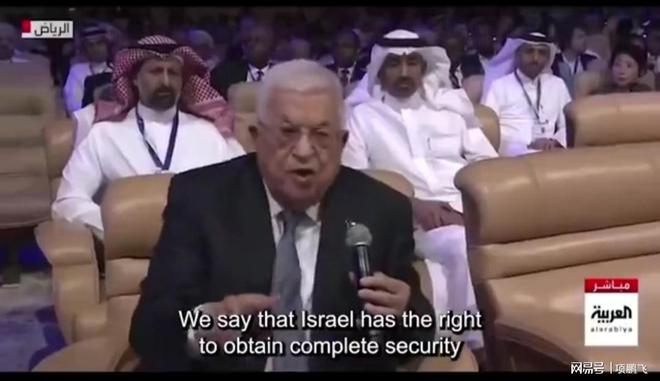 الرياض
مباشر
العربية
alarabiya
We say that Israel has the right
to obtain complete security
网易号 | 项鹏飞